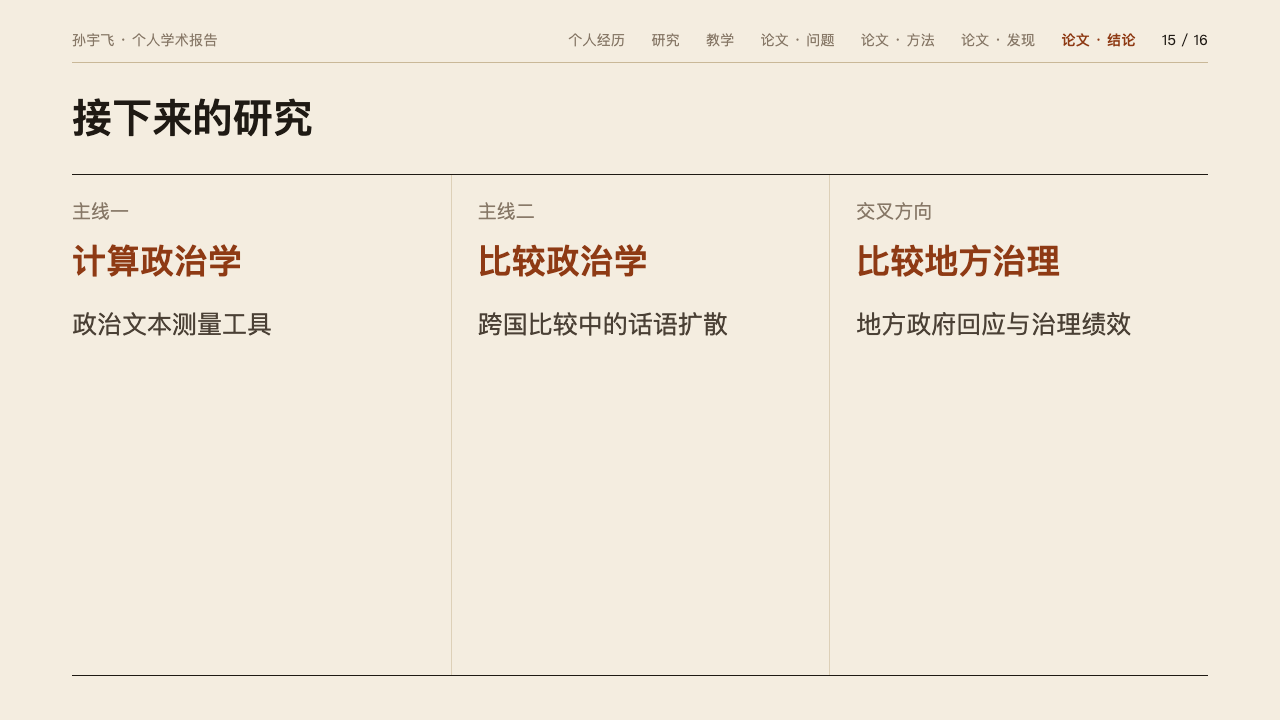 孙宇飞 · 个人学术报告
个人经历 研究 教学 论文 · 问题 论文 · 方法 论文 · 发现 论文 · 结论 15 / 16
接下来的研究
主线一
计算政治学
政治文本测量工具
主线二
比较政治学
跨国比较中的话语扩散
交叉方向
比较地方治理
地方政府回应与治理绩效